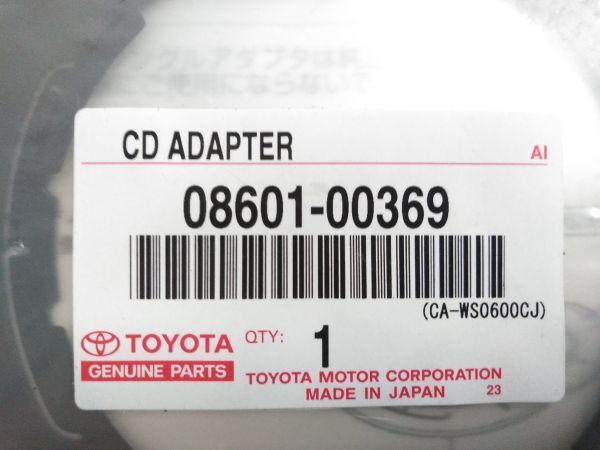 グルアダプタは
ご使用にならないで
CD ADAPTER
AI
08601-00369
(CA-WS0600CJ)
TOYOTA
GENUINE PARTS
QTY: 1
TOYOTA MOTOR CORPORATION
MADE IN JAPAN 23